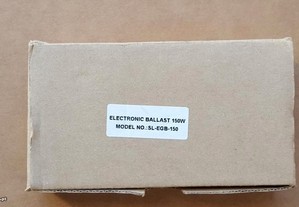 ELECTRONIC BALLAST 150W
MODEL NO.:SL-EGB-150